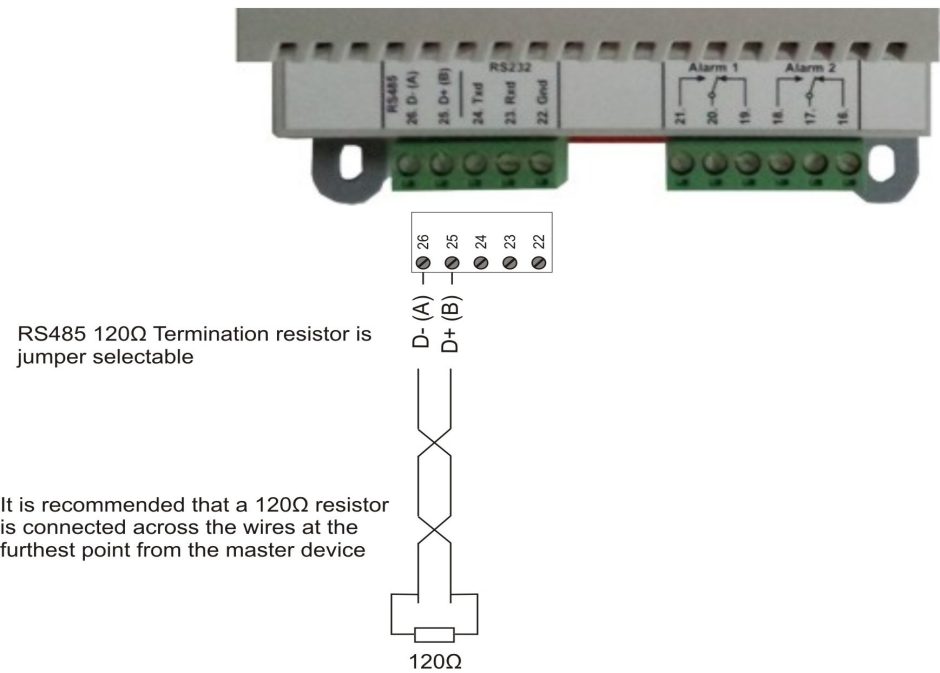 RS485
26. D- (A)
25. D+ (B)
RS232
24. Txd
23. Rxd
22. Gnd
Alarm 1
21.
20.
19.
Alarm 2
18.
17.
16.
26
25
24
23
22
D- (A)
D+ (B)
RS485 120Ω Termination resistor is
jumper selectable
It is recommended that a 120Ω resistor
is connected across the wires at the
furthest point from the master device
120Ω